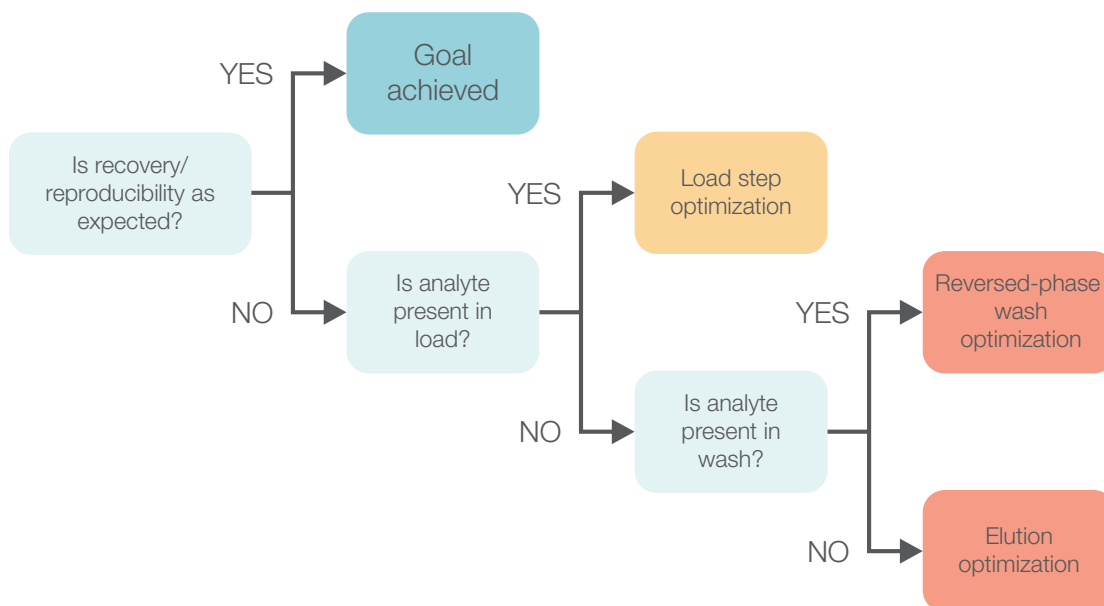 Goal
achieved
YES
Is recovery/
reproducibility as
expected?
NO
Is analyte
present in
load?
YES
Load step
optimization
NO
Is analyte
present in
wash?
YES
Reversed-phase
wash
optimization
NO
Elution
optimization